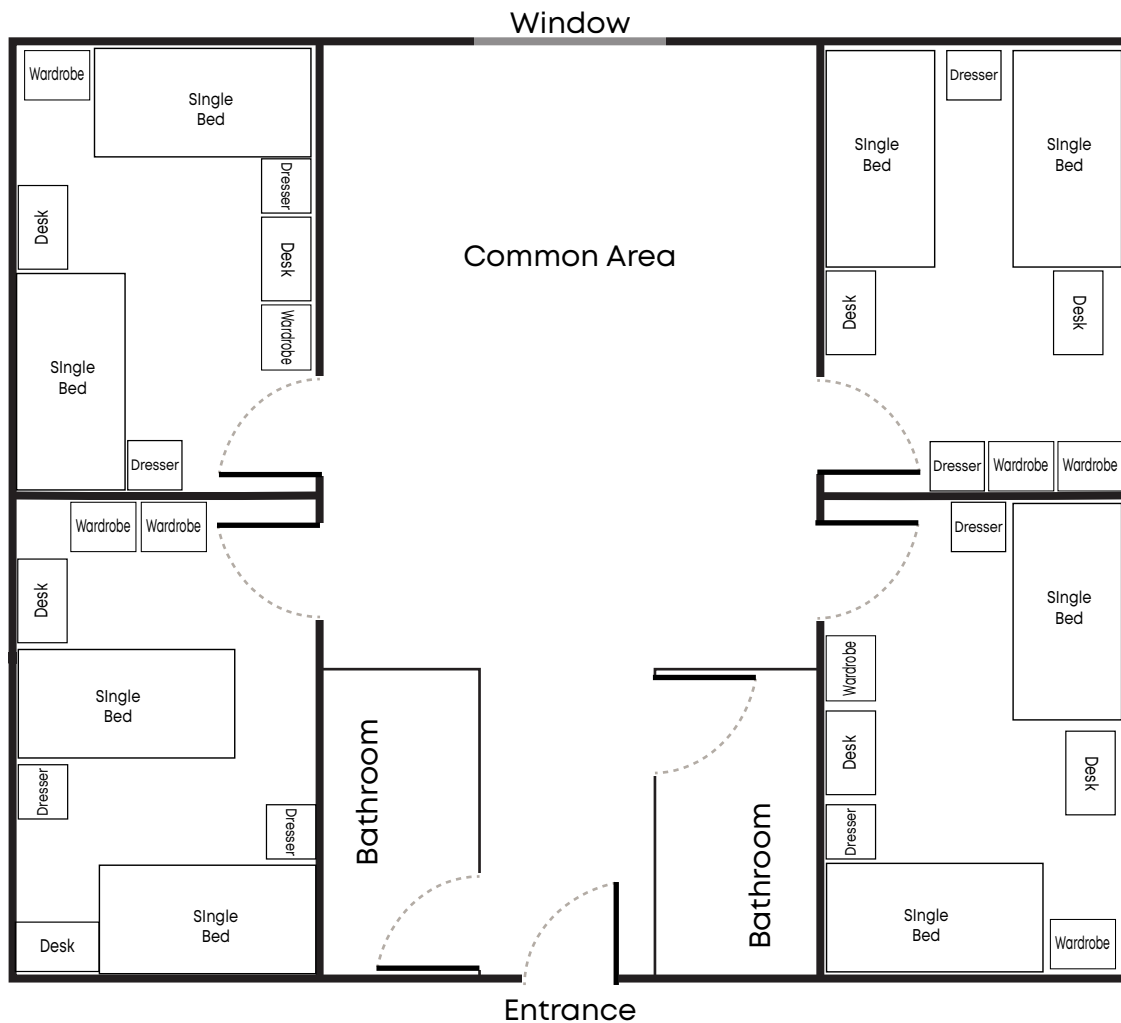 Window
Wardrobe
SIngle
Bed
Dresser
Desk
Desk
Wardrobe
SIngle
Bed
Dresser
Common Area
SIngle
Bed
Dresser
SIngle
Bed
Desk
Desk
Dresser
Wardrobe
Wardrobe
Wardrobe
Wardrobe
Desk
SIngle
Bed
Dresser
Dresser
SIngle
Bed
Desk
Bathroom
Bathroom
Dresser
SIngle
Bed
Wardrobe
Desk
Desk
Dresser
SIngle
Bed
Wardrobe
Entrance